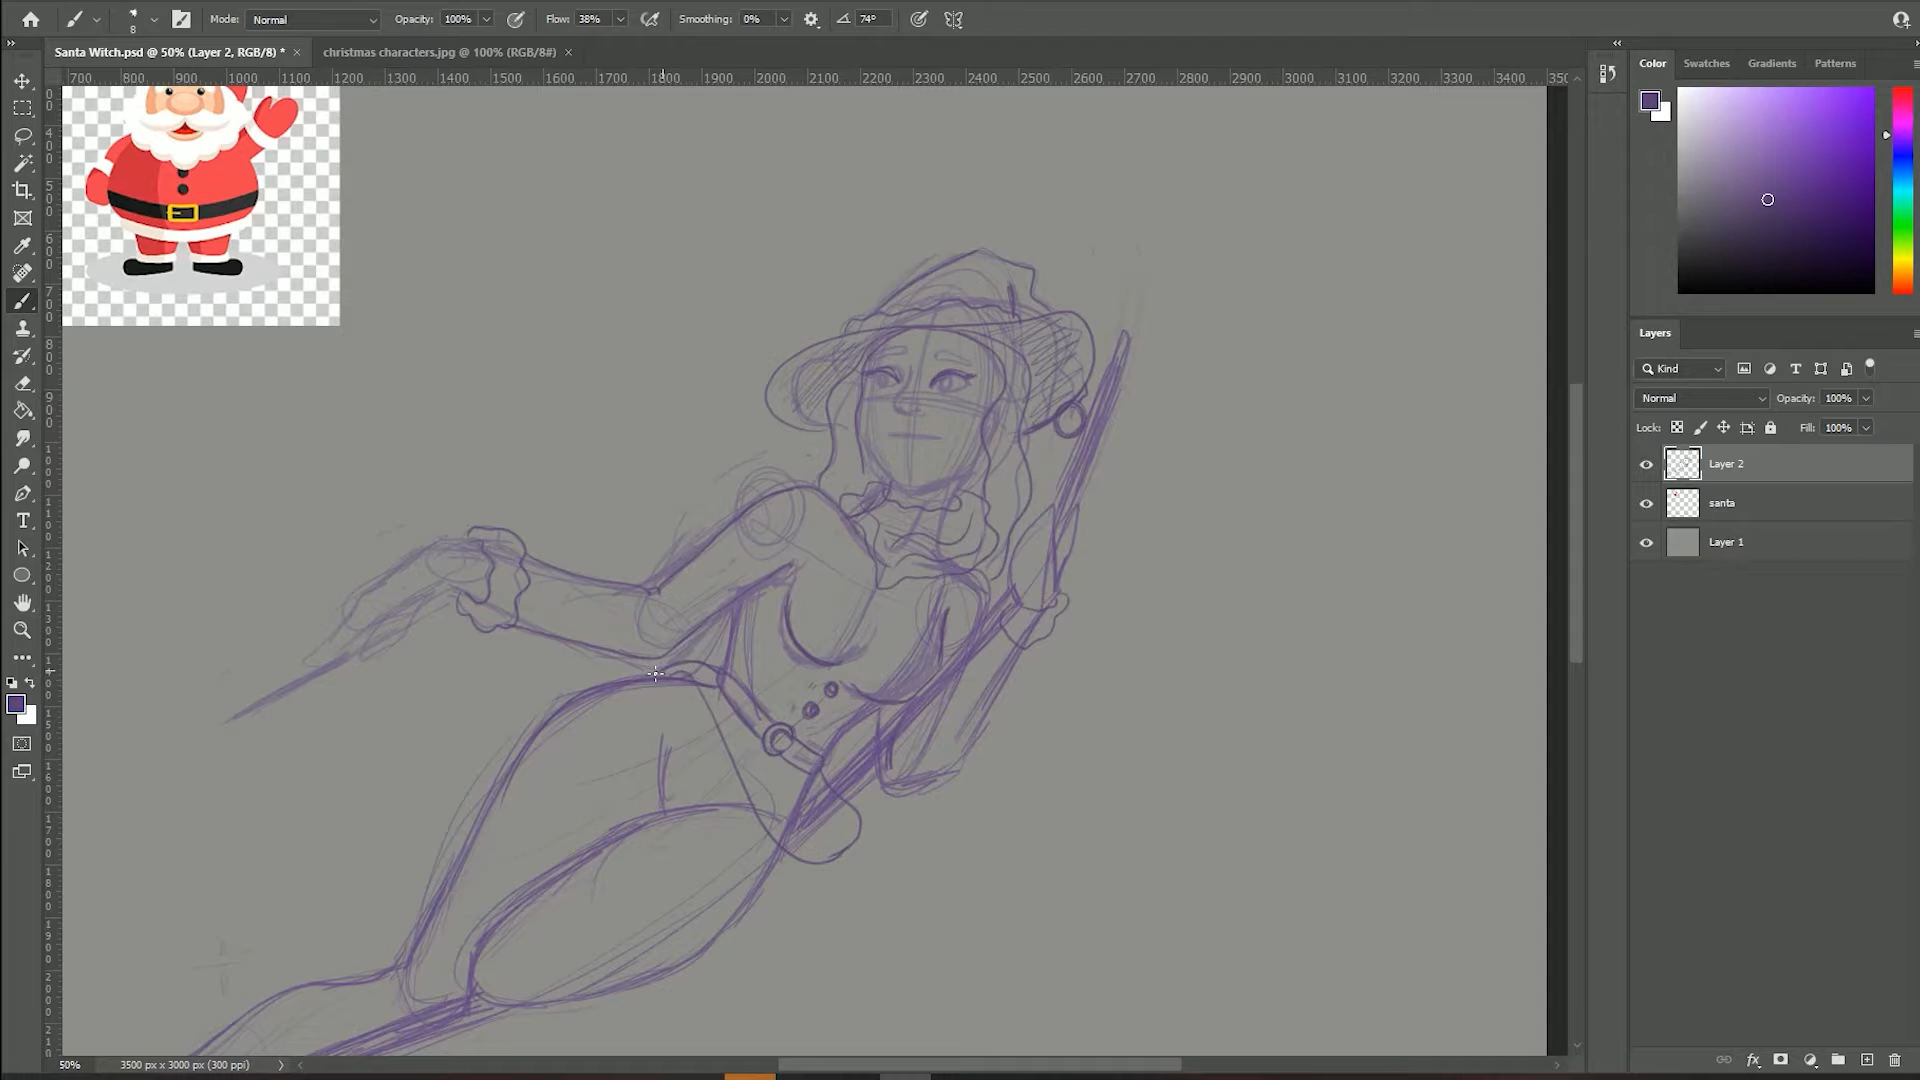 Mode: Normal Opacity: 100% Flow: 38% Smoothing: 0% 74°
8
Santa Witch.psd @ 50% (Layer 2, RGB/8) * × christmas characters.jpg @ 100% (RGB/8#) ×
700 800 900 1000 1100 1200 1300 1400 1500 1600 1700 1800 1900 2000 2100 2200 2300 2400 2500 2600 2700 2800 2900 3000 3100 3200 3300 3400 350
Color Swatches Gradients Patterns
Layers
Kind
Normal Opacity: 100%
Lock: Fill: 100%
Layer 2
santa
Layer 1
50% 3500 px x 3000 px (300 ppi)